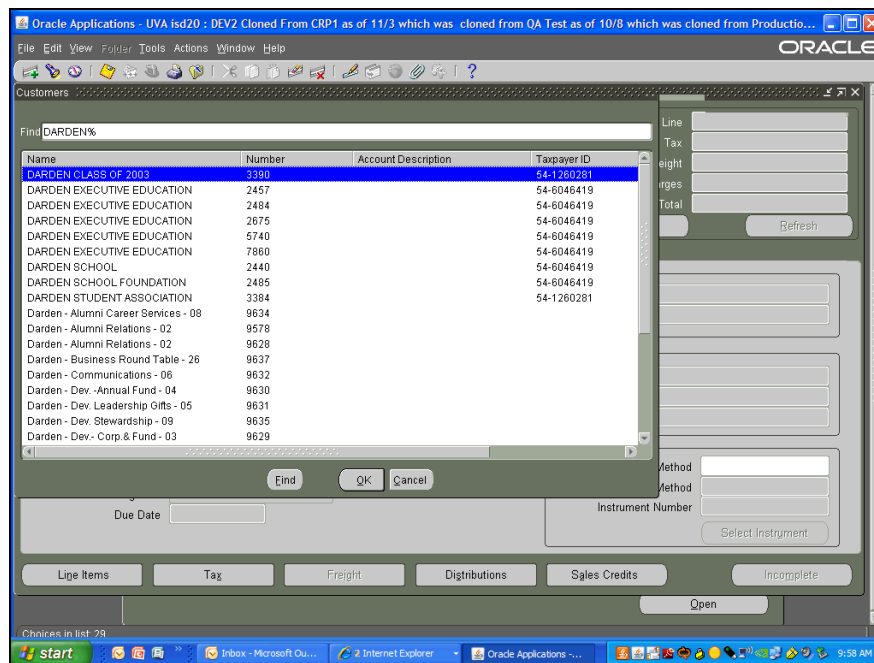 Oracle Applications - UVA isd20 : DEV2 Cloned From CRP1 as of 11/3 which was cloned from QA Test as of 10/8 which was cloned from Productio...
File Edit View Folder Tools Actions Window Help
ORACLE
Customers
Find DARDEN%
Name Number Account Description Taxpayer ID
DARDEN CLASS OF 2003 3390 54-1260281
DARDEN EXECUTIVE EDUCATION 2457 54-6046419
DARDEN EXECUTIVE EDUCATION 2484 54-6046419
DARDEN EXECUTIVE EDUCATION 2675 54-6046419
DARDEN EXECUTIVE EDUCATION 5740 54-6046419
DARDEN EXECUTIVE EDUCATION 7860 54-6046419
DARDEN SCHOOL 2440 54-6046419
DARDEN SCHOOL FOUNDATION 2485 54-6046419
DARDEN STUDENT ASSOCIATION 3384 54-1260281
Darden - Alumni Career Services - 08 9634
Darden - Alumni Relations - 02 9578
Darden - Alumni Relations - 02 9628
Darden - Business Round Table - 26 9637
Darden - Communications - 06 9632
Darden - Dev. -Annual Fund - 04 9630
Darden - Dev. Leadership Gifts - 05 9631
Darden - Dev. Stewardship - 09 9635
Darden - Dev.- Corp.& Fund - 03 9629
Find OK Cancel
Line
Tax
eight
arges
Total
Refresh
Method
Method
Instrument Number
Select Instrument
Due Date
Line Items Tax Freight Distributions Sales Credits Incomplete
Open
Choices in list: 29
start Inbox - Microsoft Ou... 2 Internet Explorer Oracle Applications -... 9:58 AM